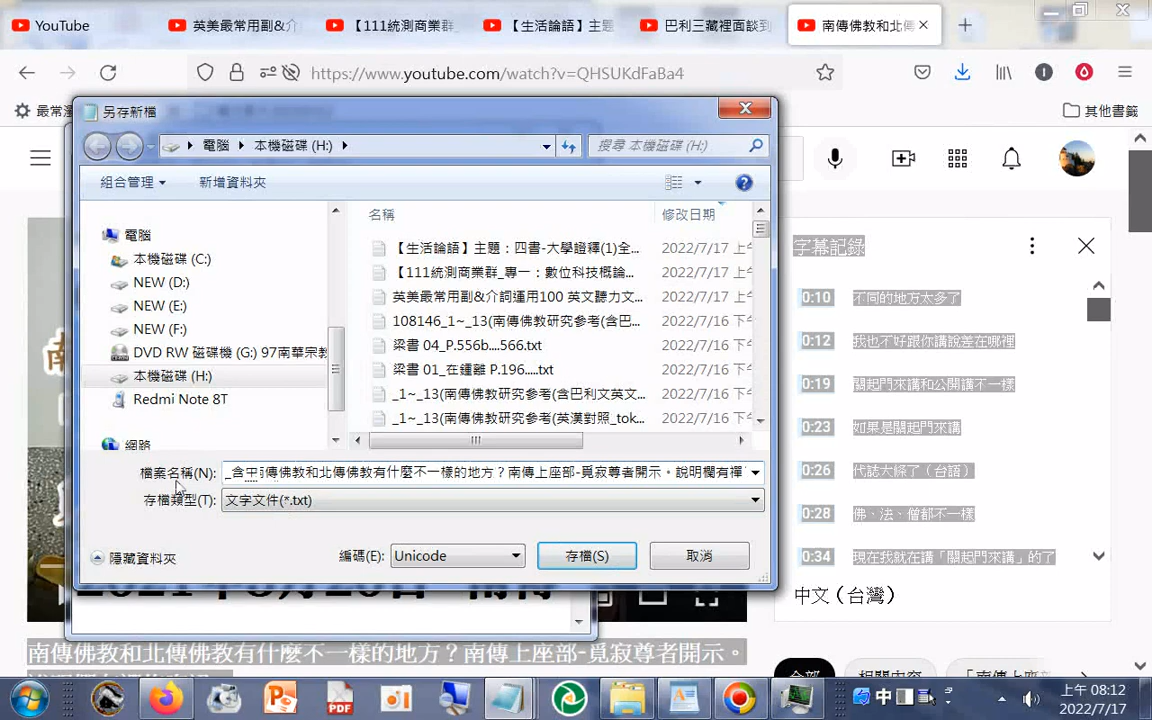 YouTube
英美最常用副&介
【111統測商業群_
【生活論語】主題
巴利三藏裡面談到
南傳佛教和北傳
https://www.youtube.com/watch?v=QHSUKdFaBa4
最常
其他書籤
另存新檔
電腦 本機磁碟 (H:)
搜尋 本機磁碟 (H:)
組合管理 新增資料夾
名稱 修改日期
電腦
本機磁碟 (C:)
NEW (D:)
NEW (E:)
NEW (F:)
DVD RW 磁碟機 (G:) 97南華宗教
本機磁碟 (H:)
Redmi Note 8T
網路
【生活論語】主題：四書-大學證釋(1)全... 2022/7/17 上午
【111統測商業群_專一：數位科技概論... 2022/7/17 上午
英美最常用副&介詞運用100 英文聽力文... 2022/7/17 上午
108146_1~_13(南傳佛教研究參考(含巴... 2022/7/16 下午
梁書 04_P.556b....566.txt 2022/7/16 下午
梁書 01_在鍾離 P.196....txt 2022/7/16 下午
_1~_13(南傳佛教研究參考(含巴利文英文... 2022/7/16 下午
_1~_13(南傳佛教研究參考(英漢對照_tok... 2022/7/16 下午
檔案名稱(N): 傳佛教和北傳佛教有什麼不一樣的地方？南傳上座部-覓寂尊者開示。說明欄有禪
存檔類型(T): 文字文件(*.txt)
隱藏資料夾
編碼(E): Unicode 存檔(S) 取消
字幕記錄
0:10 不同的地方太多了
0:12 我也不好跟你講說差在哪裡
0:19 關起門來講和公開講不一樣
0:23 如果是關起門來講
0:26 代誌大條了（台語）
0:28 佛、法、僧都不一樣
0:34 現在我就在講「關起門來講」的了
中文（台灣）
南傳佛教和北傳佛教有什麼不一樣的地方？南傳上座部-覓寂尊者開示。
全部 相關內容 「南傳上座
中
上午 08:12
2022/7/17